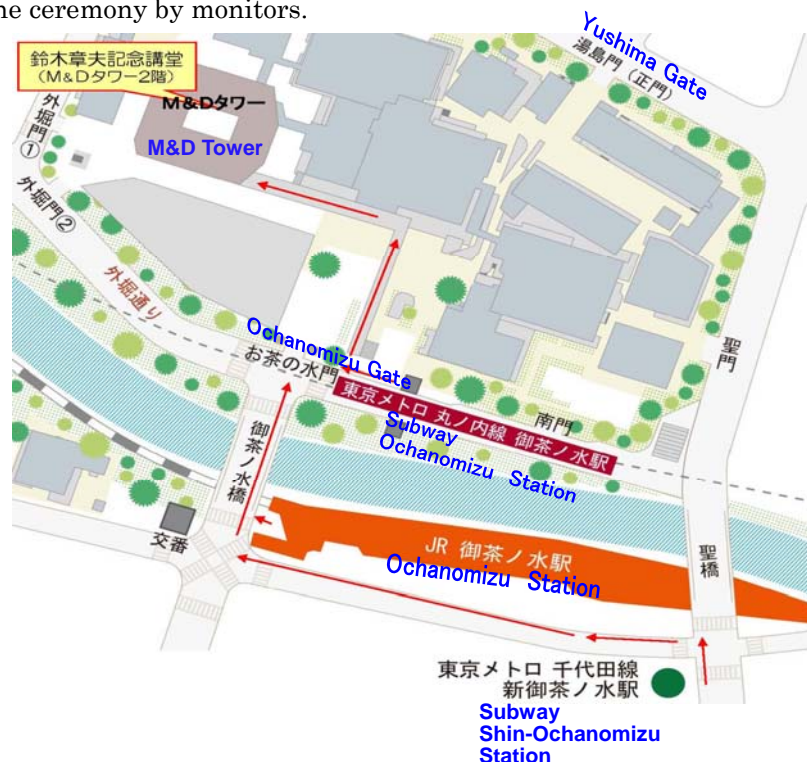 ne ceremony by monitors.
Yushima Gate
湯島門（正門）
鈴木章夫記念講堂
（M&Dタワー2階）
M&Dタワー
M&D Tower
外堀門①
外堀門②
外堀通り
Ochanomizu Gate
お茶の水門
東京メトロ 丸ノ内線 御茶ノ水駅
Subway
Ochanomizu Station
南門
聖門
御茶ノ水橋
交番
JR 御茶ノ水駅
Ochanomizu Station
聖橋
東京メトロ 千代田線
新御茶ノ水駅
Subway
Shin-Ochanomizu
Station